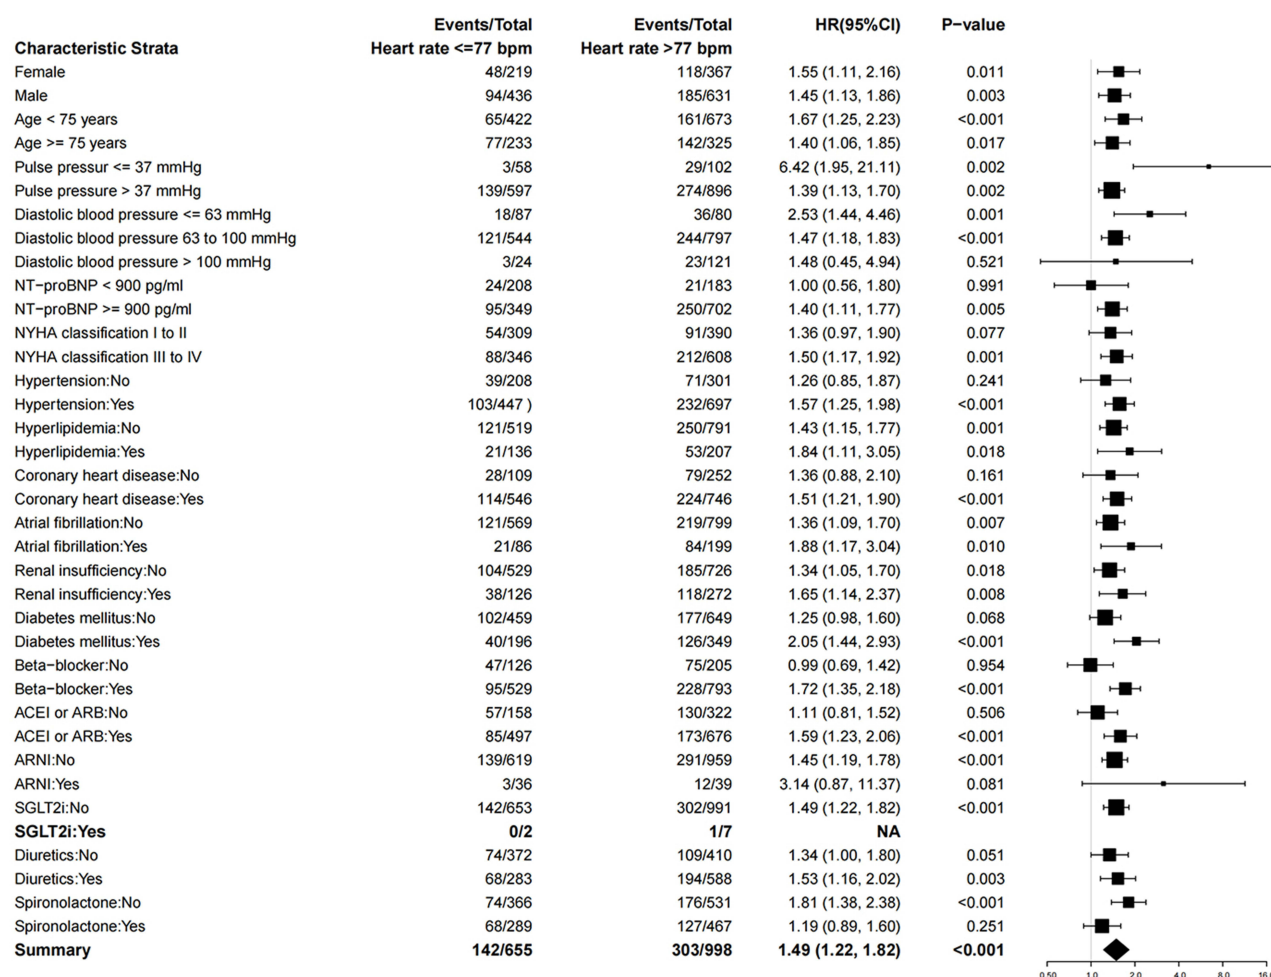 Events/Total Events/Total HR(95%CI) P−value
Characteristic Strata Heart rate <=77 bpm Heart rate >77 bpm
Female 48/219 118/367 1.55 (1.11, 2.16) 0.011
Male 94/436 185/631 1.45 (1.13, 1.86) 0.003
Age < 75 years 65/422 161/673 1.67 (1.25, 2.23) <0.001
Age >= 75 years 77/233 142/325 1.40 (1.06, 1.85) 0.017
Pulse pressur <= 37 mmHg 3/58 29/102 6.42 (1.95, 21.11) 0.002
Pulse pressure > 37 mmHg 139/597 274/896 1.39 (1.13, 1.70) 0.002
Diastolic blood pressure <= 63 mmHg 18/87 36/80 2.53 (1.44, 4.46) 0.001
Diastolic blood pressure 63 to 100 mmHg 121/544 244/797 1.47 (1.18, 1.83) <0.001
Diastolic blood pressure > 100 mmHg 3/24 23/121 1.48 (0.45, 4.94) 0.521
NT−proBNP < 900 pg/ml 24/208 21/183 1.00 (0.56, 1.80) 0.991
NT−proBNP >= 900 pg/ml 95/349 250/702 1.40 (1.11, 1.77) 0.005
NYHA classification I to II 54/309 91/390 1.36 (0.97, 1.90) 0.077
NYHA classification III to IV 88/346 212/608 1.50 (1.17, 1.92) 0.001
Hypertension:No 39/208 71/301 1.26 (0.85, 1.87) 0.241
Hypertension:Yes 103/447 ) 232/697 1.57 (1.25, 1.98) <0.001
Hyperlipidemia:No 121/519 250/791 1.43 (1.15, 1.77) 0.001
Hyperlipidemia:Yes 21/136 53/207 1.84 (1.11, 3.05) 0.018
Coronary heart disease:No 28/109 79/252 1.36 (0.88, 2.10) 0.161
Coronary heart disease:Yes 114/546 224/746 1.51 (1.21, 1.90) <0.001
Atrial fibrillation:No 121/569 219/799 1.36 (1.09, 1.70) 0.007
Atrial fibrillation:Yes 21/86 84/199 1.88 (1.17, 3.04) 0.010
Renal insufficiency:No 104/529 185/726 1.34 (1.05, 1.70) 0.018
Renal insufficiency:Yes 38/126 118/272 1.65 (1.14, 2.37) 0.008
Diabetes mellitus:No 102/459 177/649 1.25 (0.98, 1.60) 0.068
Diabetes mellitus:Yes 40/196 126/349 2.05 (1.44, 2.93) <0.001
Beta−blocker:No 47/126 75/205 0.99 (0.69, 1.42) 0.954
Beta−blocker:Yes 95/529 228/793 1.72 (1.35, 2.18) <0.001
ACEI or ARB:No 57/158 130/322 1.11 (0.81, 1.52) 0.506
ACEI or ARB:Yes 85/497 173/676 1.59 (1.23, 2.06) <0.001
ARNI:No 139/619 291/959 1.45 (1.19, 1.78) <0.001
ARNI:Yes 3/36 12/39 3.14 (0.87, 11.37) 0.081
SGLT2i:No 142/653 302/991 1.49 (1.22, 1.82) <0.001
SGLT2i:Yes 0/2 1/7 NA
Diuretics:No 74/372 109/410 1.34 (1.00, 1.80) 0.051
Diuretics:Yes 68/283 194/588 1.53 (1.16, 2.02) 0.003
Spironolactone:No 74/366 176/531 1.81 (1.38, 2.38) <0.001
Spironolactone:Yes 68/289 127/467 1.19 (0.89, 1.60) 0.251
Summary 142/655 303/998 1.49 (1.22, 1.82) <0.001
0.50 1.0 2.0 4.0 8.0 16.0